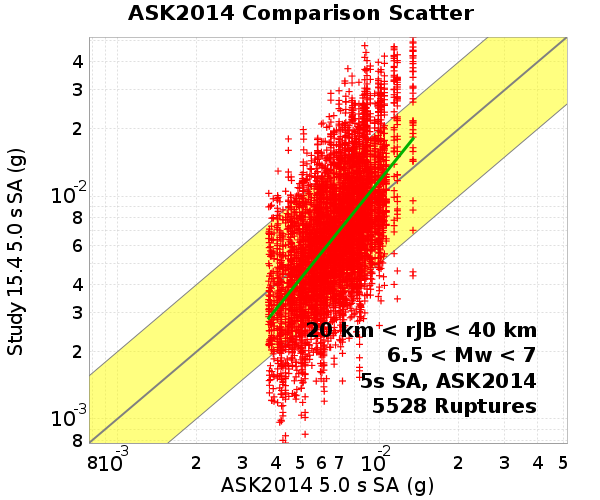 ASK2014 Comparison Scatter
4
3
2
10-2
8
6
4
3
2
10-3
8
Study 15.4 5.0 s SA (g)
20 km < rJB < 40 km
6.5 < Mw < 7
5s SA, ASK2014
5528 Ruptures
8 10-3 2 3 4 5 6 7 10-2 2 3 4 5
ASK2014 5.0 s SA (g)